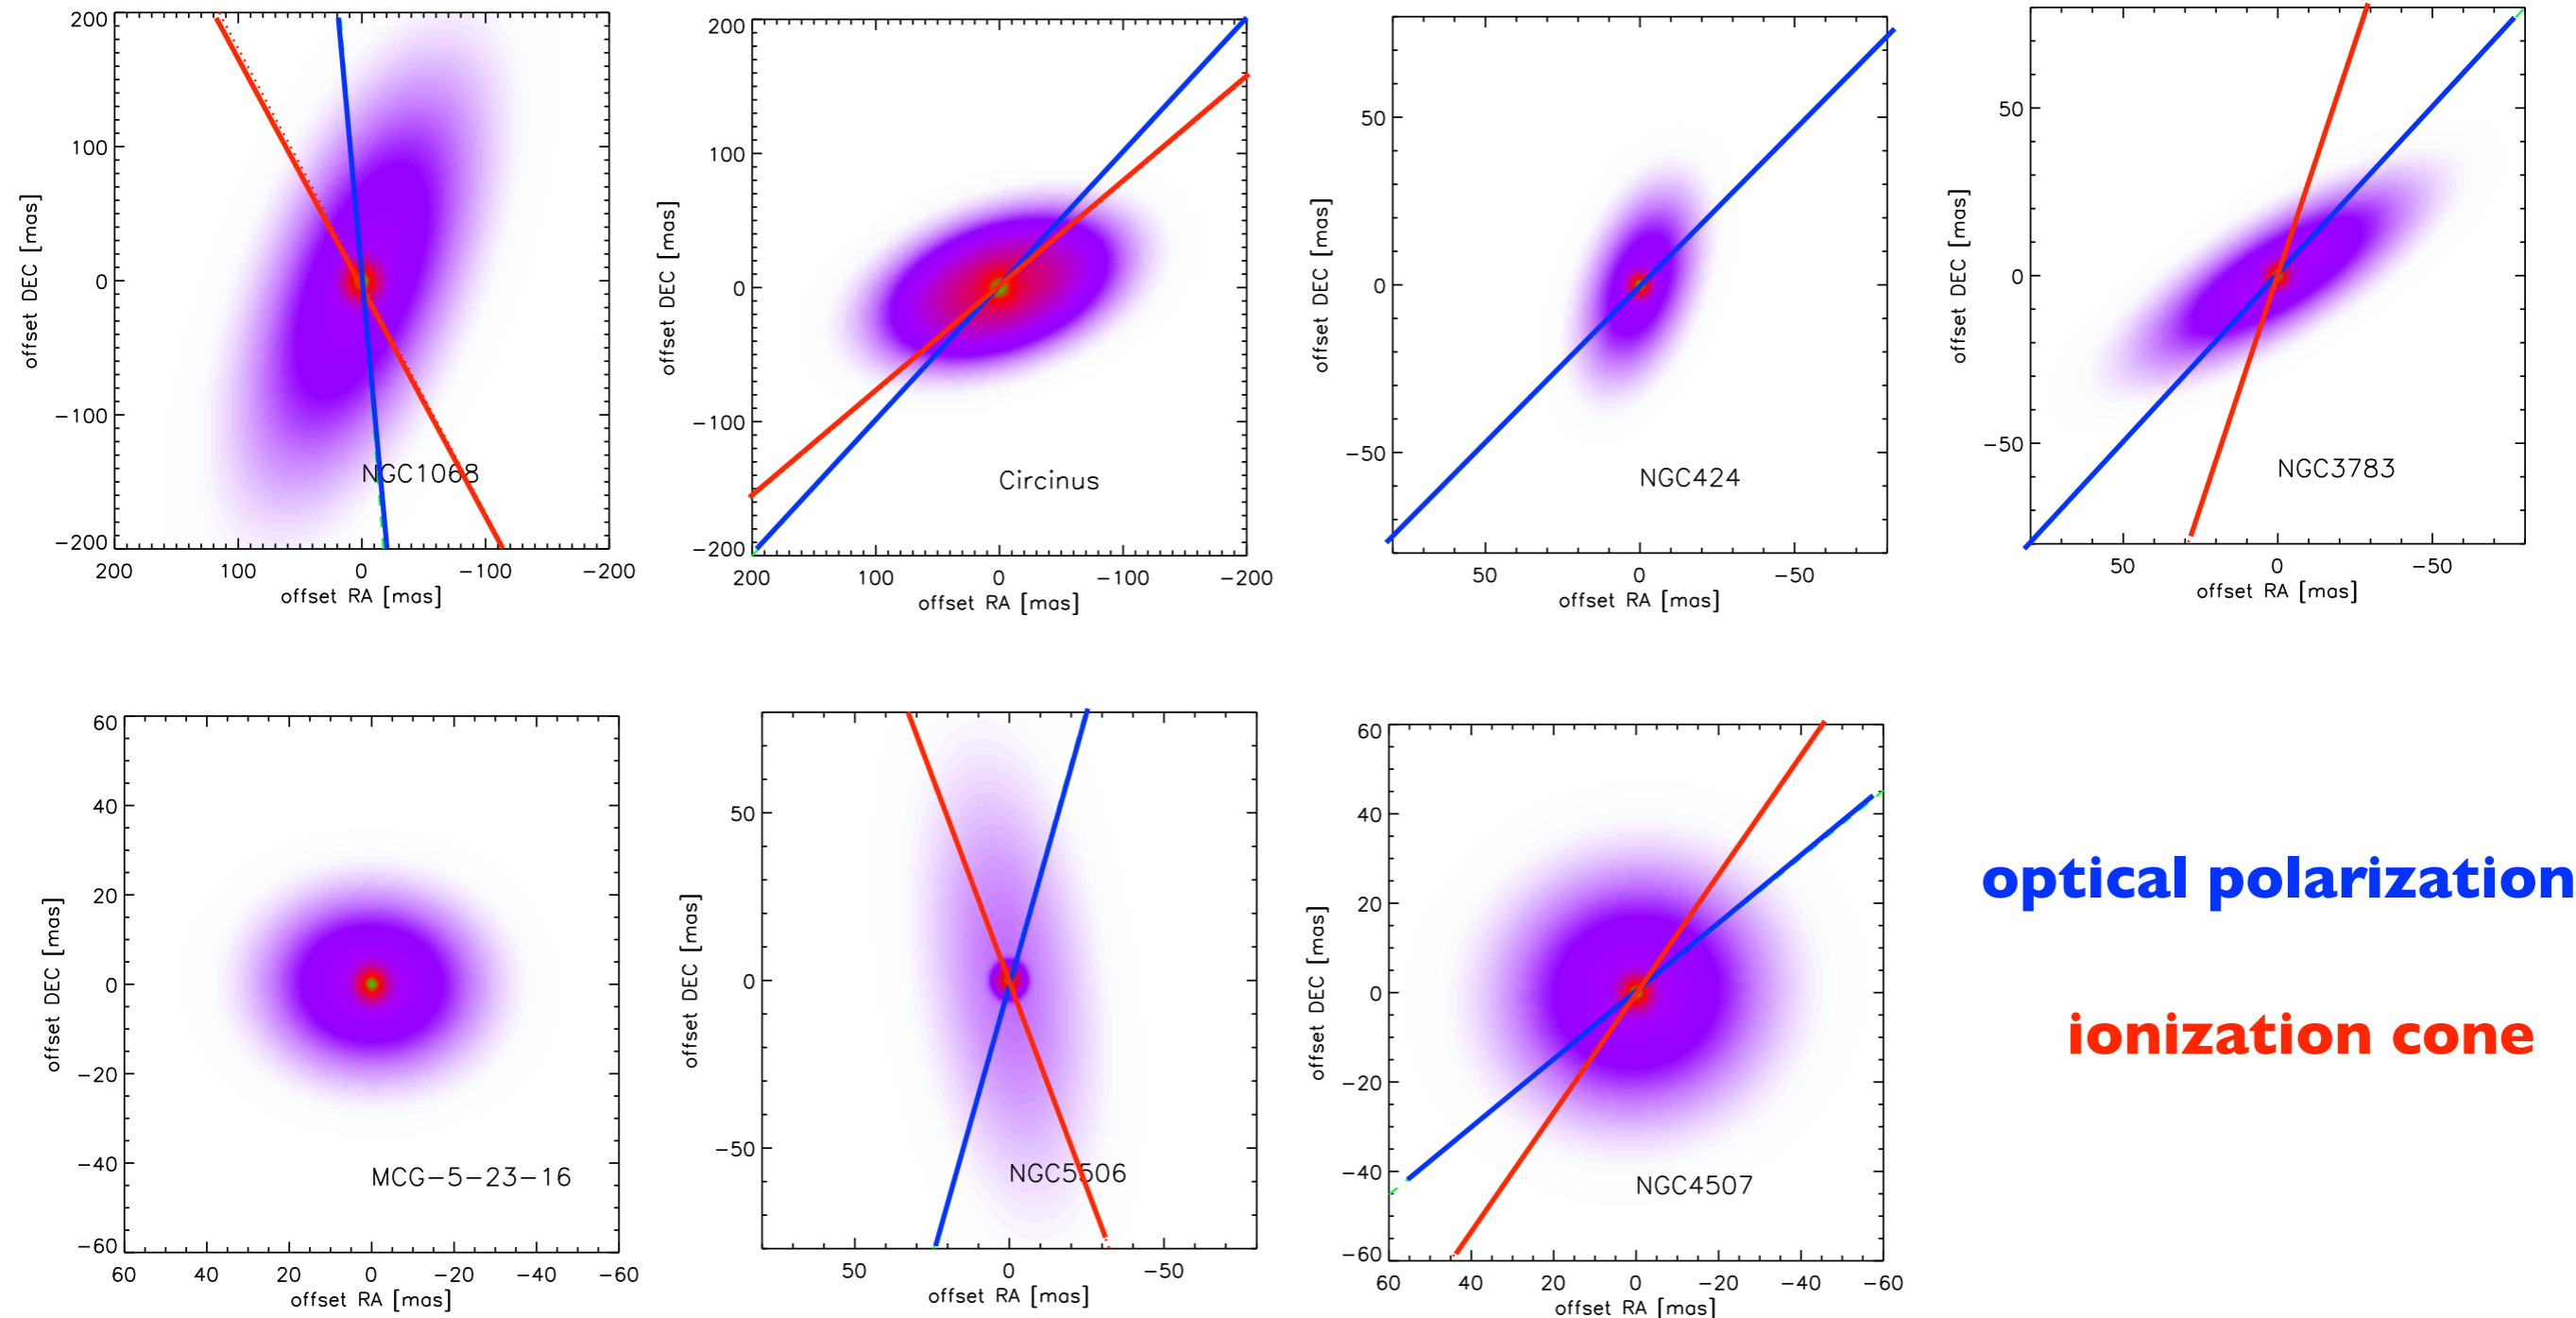 200
100
0
−100
−200
offset DEC [mas]
NGC1068
200 100 0 −100 −200
offset RA [mas]
200
100
0
−100
−200
offset DEC [mas]
Circinus
200 100 0 −100 −200
offset RA [mas]
50
0
−50
offset DEC [mas]
NGC424
50 0 −50
offset RA [mas]
50
0
−50
offset DEC [mas]
NGC3783
50 0 −50
offset RA [mas]
60
40
20
0
−20
−40
−60
offset DEC [mas]
MCG−5−23−16
60 40 20 0 −20 −40 −60
offset RA [mas]
50
0
−50
offset DEC [mas]
NGC5506
50 0 −50
offset RA [mas]
60
40
20
0
−20
−40
−60
offset DEC [mas]
NGC4507
60 40 20 0 −20 −40 −60
offset RA [mas]
optical polarization
ionization cone